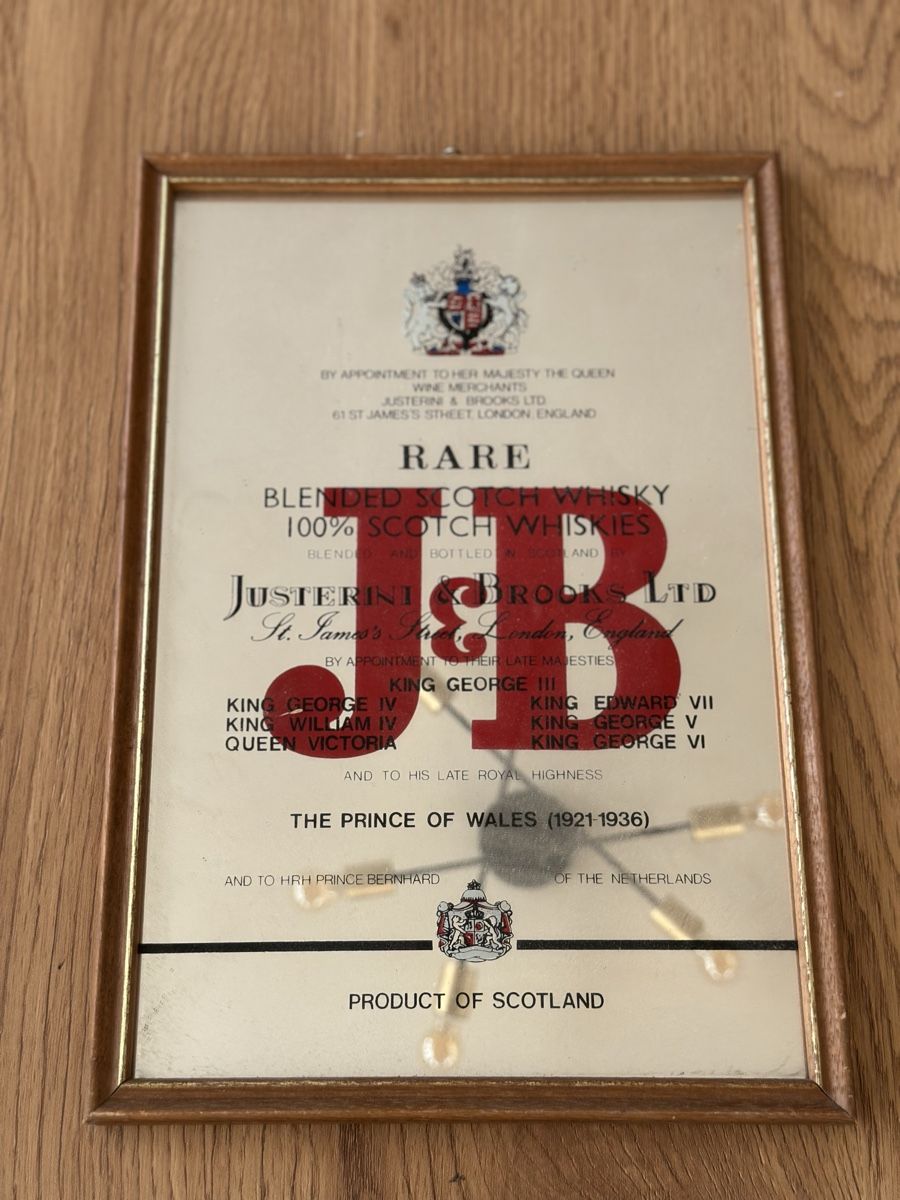 BY APPOINTMENT TO HER MAJESTY THE QUEEN
WINE MERCHANTS
JUSTERINI & BROOKS LTD
61 ST JAMES'S STREET, LONDON, ENGLAND
RARE
J&B
BLENDED SCOTCH WHISKY
100% SCOTCH WHISKIES
BLENDED AND BOTTLED IN SCOTLAND BY
JUSTERINI & BROOKS LTD
St. James's Street, London, England
BY APPOINTMENT TO THEIR LATE MAJESTIES
KING GEORGE III
KING GEORGE IV KING EDWARD VII
KING WILLIAM IV KING GEORGE V
QUEEN VICTORIA KING GEORGE VI
AND TO HIS LATE ROYAL HIGHNESS
THE PRINCE OF WALES (1921-1936)
AND TO HRH PRINCE BERNHARD OF THE NETHERLANDS
PRODUCT OF SCOTLAND